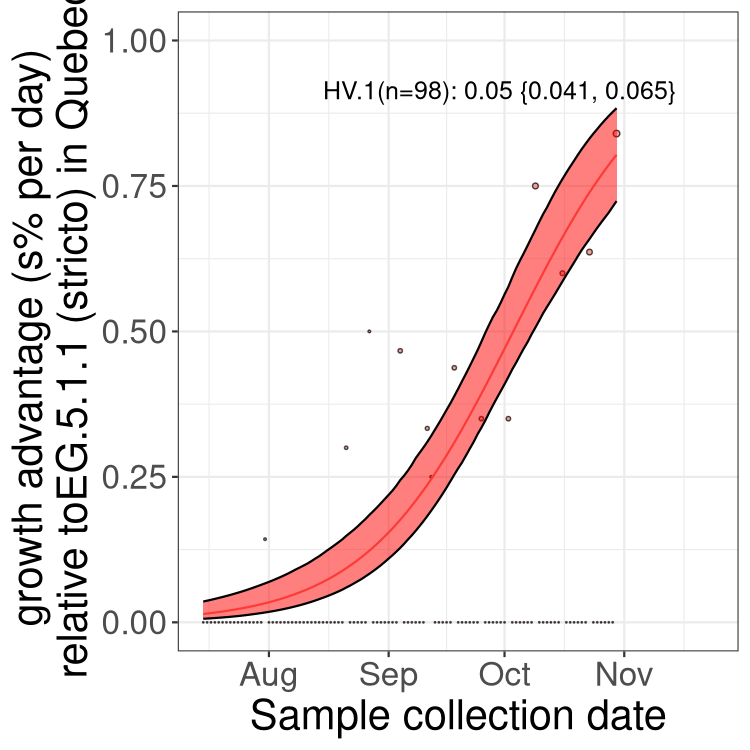 growth advantage (s% per day)
relative toEG.5.1.1 (stricto) in Quebec
1.00
0.75
0.50
0.25
0.00
HV.1(n=98): 0.05 {0.041, 0.065}
Aug Sep Oct Nov
Sample collection date